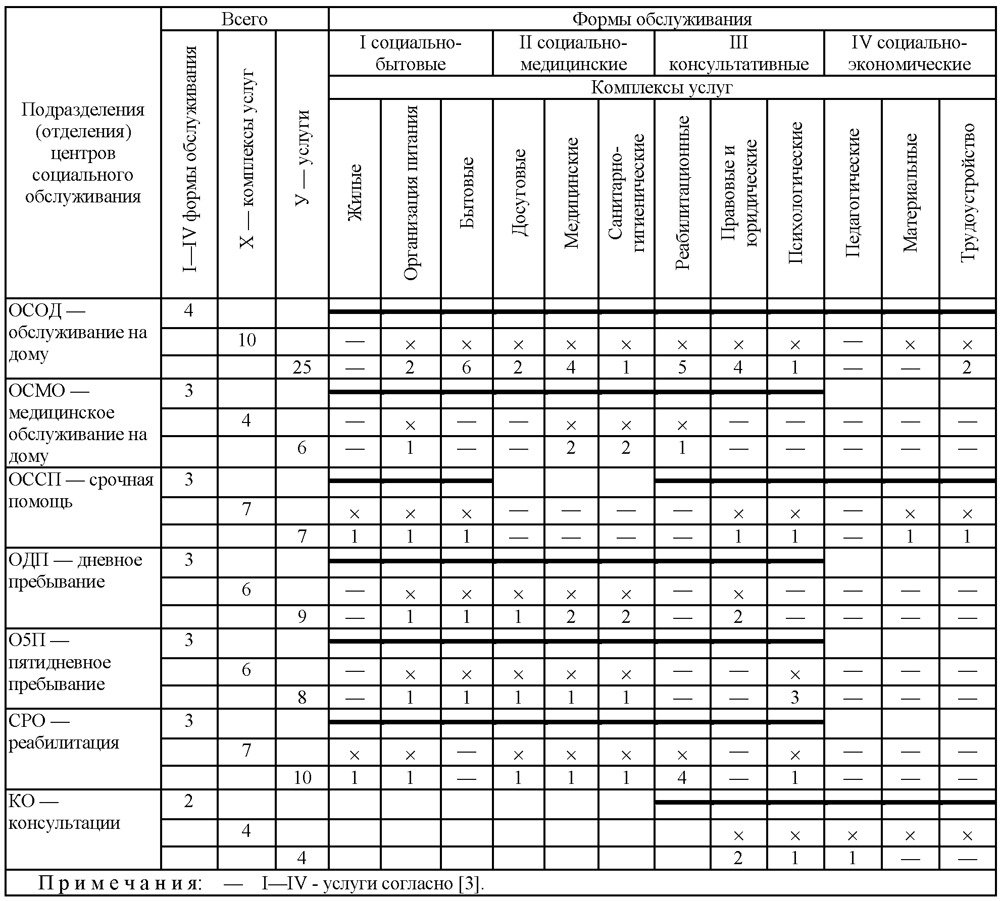 Подразделения
(отделения)
центров
социального
обслуживания
Всего
Формы обслуживания
I—IV формы обслуживания
X — комплексы услуг
У — услуги
I социально-
бытовые
II социально-
медицинские
III
консультативные
IV социально-
экономические
Комплексы услуг
Жилые
Организация питания
Бытовые
Досуговые
Медицинские
Санитарно-
гигиенические
Реабилитационные
Правовые и
юридические
Психологические
Педагогические
Материальные
Трудоустройство
ОСОД —
обслуживание на
дому
4
10 — × × × × × × × × — × ×
25 — 2 6 2 4 1 5 4 1 — — 2
ОСМО —
медицинское
обслуживание на
дому
3
4 — × — — × × × — — — — —
6 — 1 — — 2 2 1 — — — — —
ОССП — срочная
помощь
3
7 × × × — — — — × × — × ×
7 1 1 1 — — — — 1 1 — 1 1
ОДП — дневное
пребывание
3
6 — × × × × × — × — — — —
9 — 1 1 1 2 2 — 2 — — — —
О5П —
пятидневное
пребывание
3
6 — × × × × × — — × — — —
8 — 1 1 1 1 1 — — 3 — — —
СРО —
реабилитация
3
7 × × — × × × × — × — — —
10 1 1 — 1 1 1 4 — 1 — — —
КО —
консультации
2
4 × × × × ×
4 2 1 1 — —
Примечания: — I—IV - услуги согласно [3].